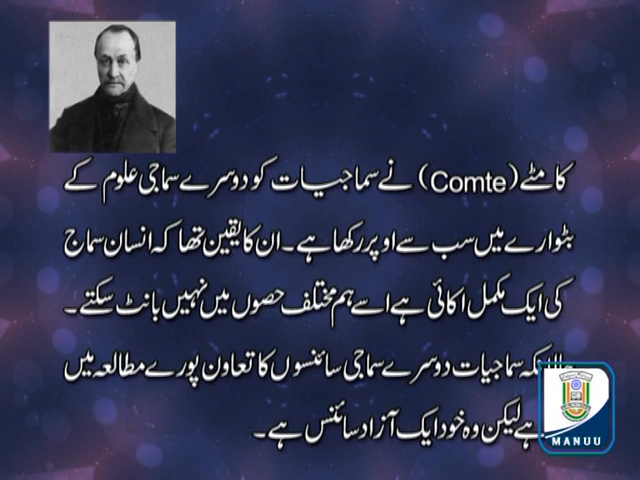 کامٹے (Comte) نے سماجیات کو دوسرے سماجی علوم کے
بٹوارے میں سب سے اوپر رکھا ہے۔ ان کا یقین تھا کہ انسان سماج
کی ایک مکمل اکائی ہے اسے ہم مختلف حصوں میں نہیں بانٹ سکتے۔
سماجیات دوسرے سماجی سائنسوں کا تعاون پورے مطالعہ میں
ہے لیکن وہ خود ایک آزاد سائنس ہے۔
MANUU